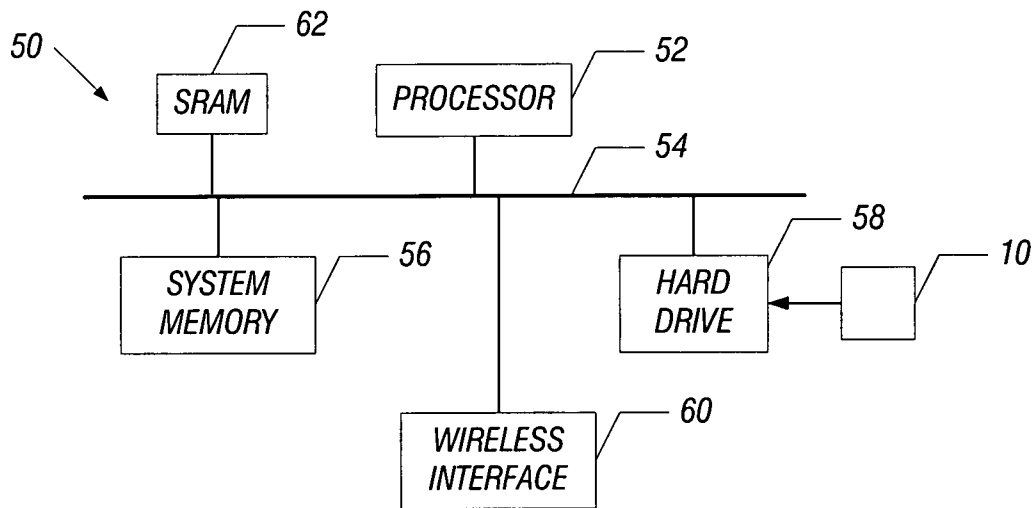 62
50
52
SRAM
PROCESSOR
54
58
56
10
SYSTEM
MEMORY
HARD
DRIVE
60
WIRELESS
INTERFACE